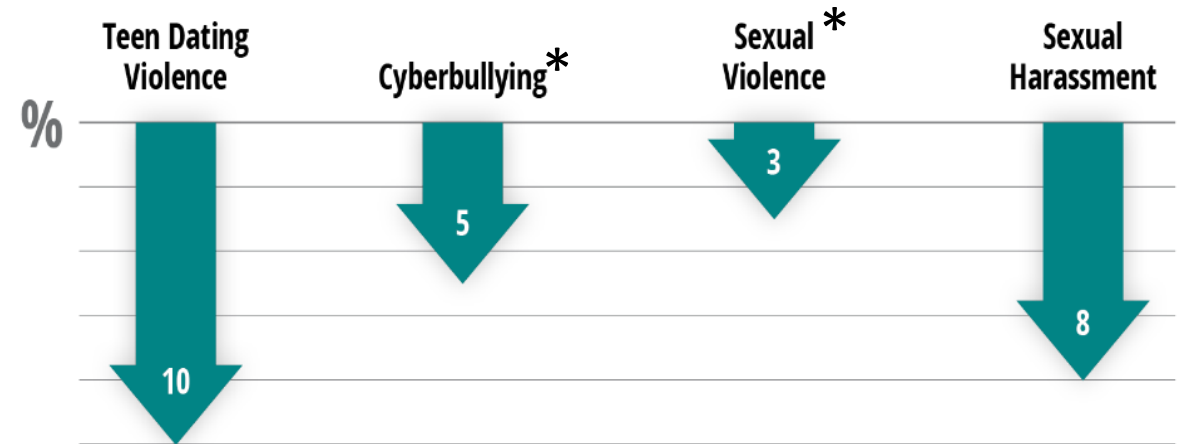 Teen Dating
Violence
Cyberbullying*
Sexual *
Violence
Sexual
Harassment
%
10
5
3
8